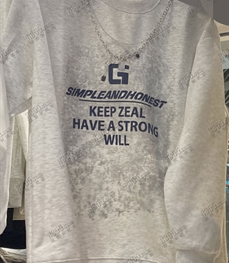 G
SIMPLEANDHONEST
KEEP ZEAL
HAVE A STRONG
WILL